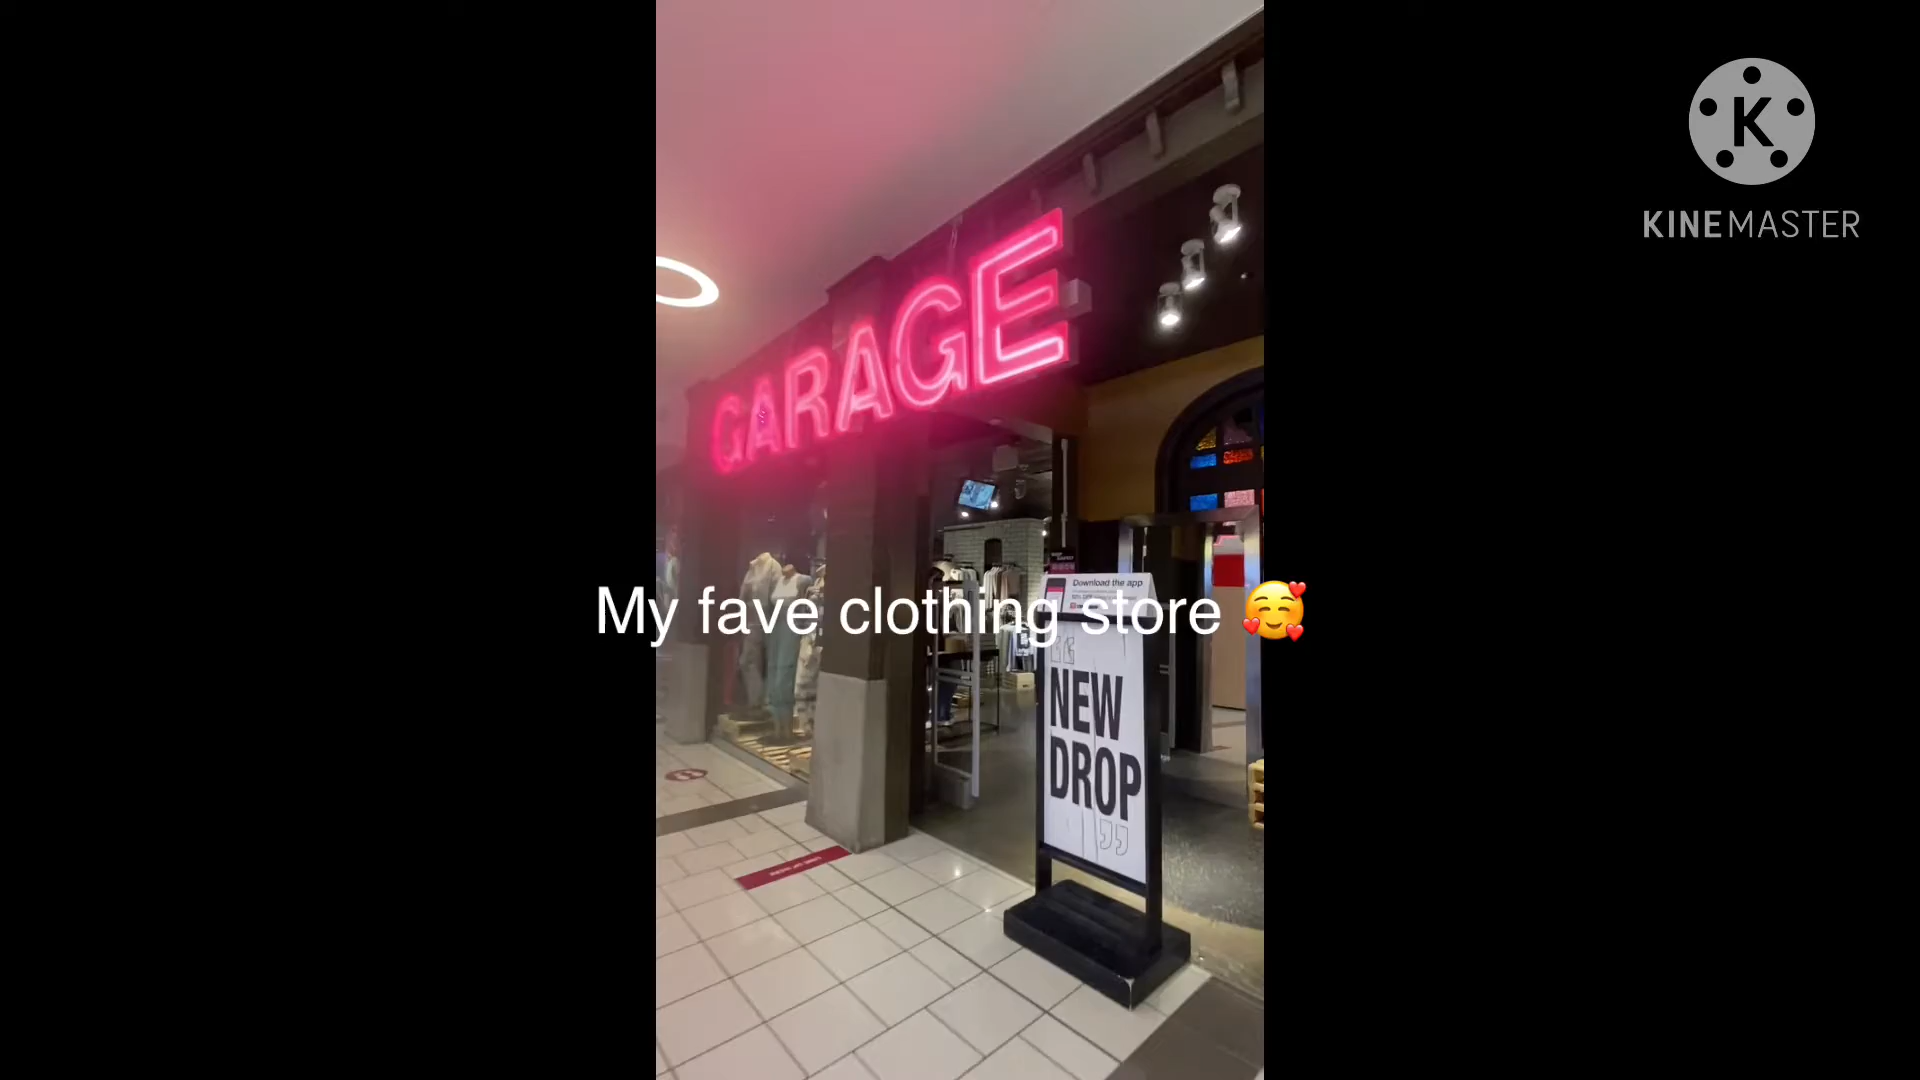 K
KINEMASTER
GARAGE
Download the app
My fave clothing store 🥰
NEW
DROP